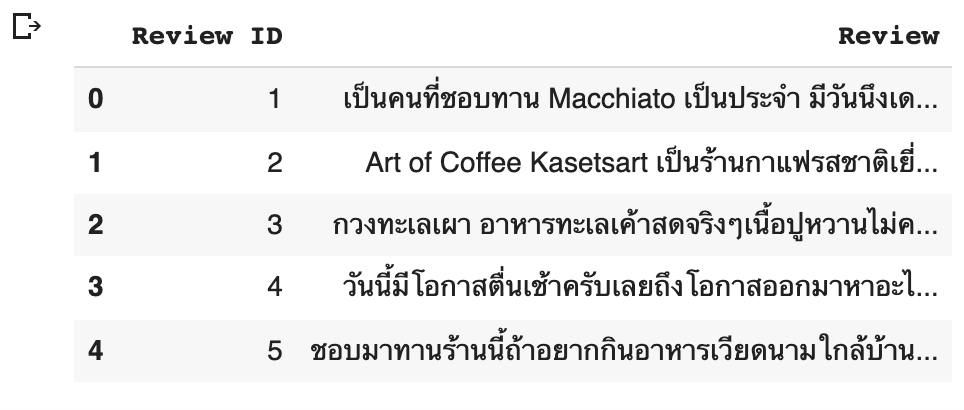 Review ID Review
0 1 เป็นคนที่ชอบทาน Macchiato เป็นประจำ มีวันนึงเด...
1 2 Art of Coffee Kasetsart เป็นร้านกาแฟรสชาติเยี่...
2 3 กวงทะเลเผา อาหารทะเลเค้าสดจริงๆเนื้อปูหวานไม่ค...
3 4 วันนี้มีโอกาสตื่นเช้าครับเลยถึงโอกาสออกมาหาอะไ...
4 5 ชอบมาทานร้านนี้ถ้าอยากกินอาหารเวียดนามใกล้บ้าน...